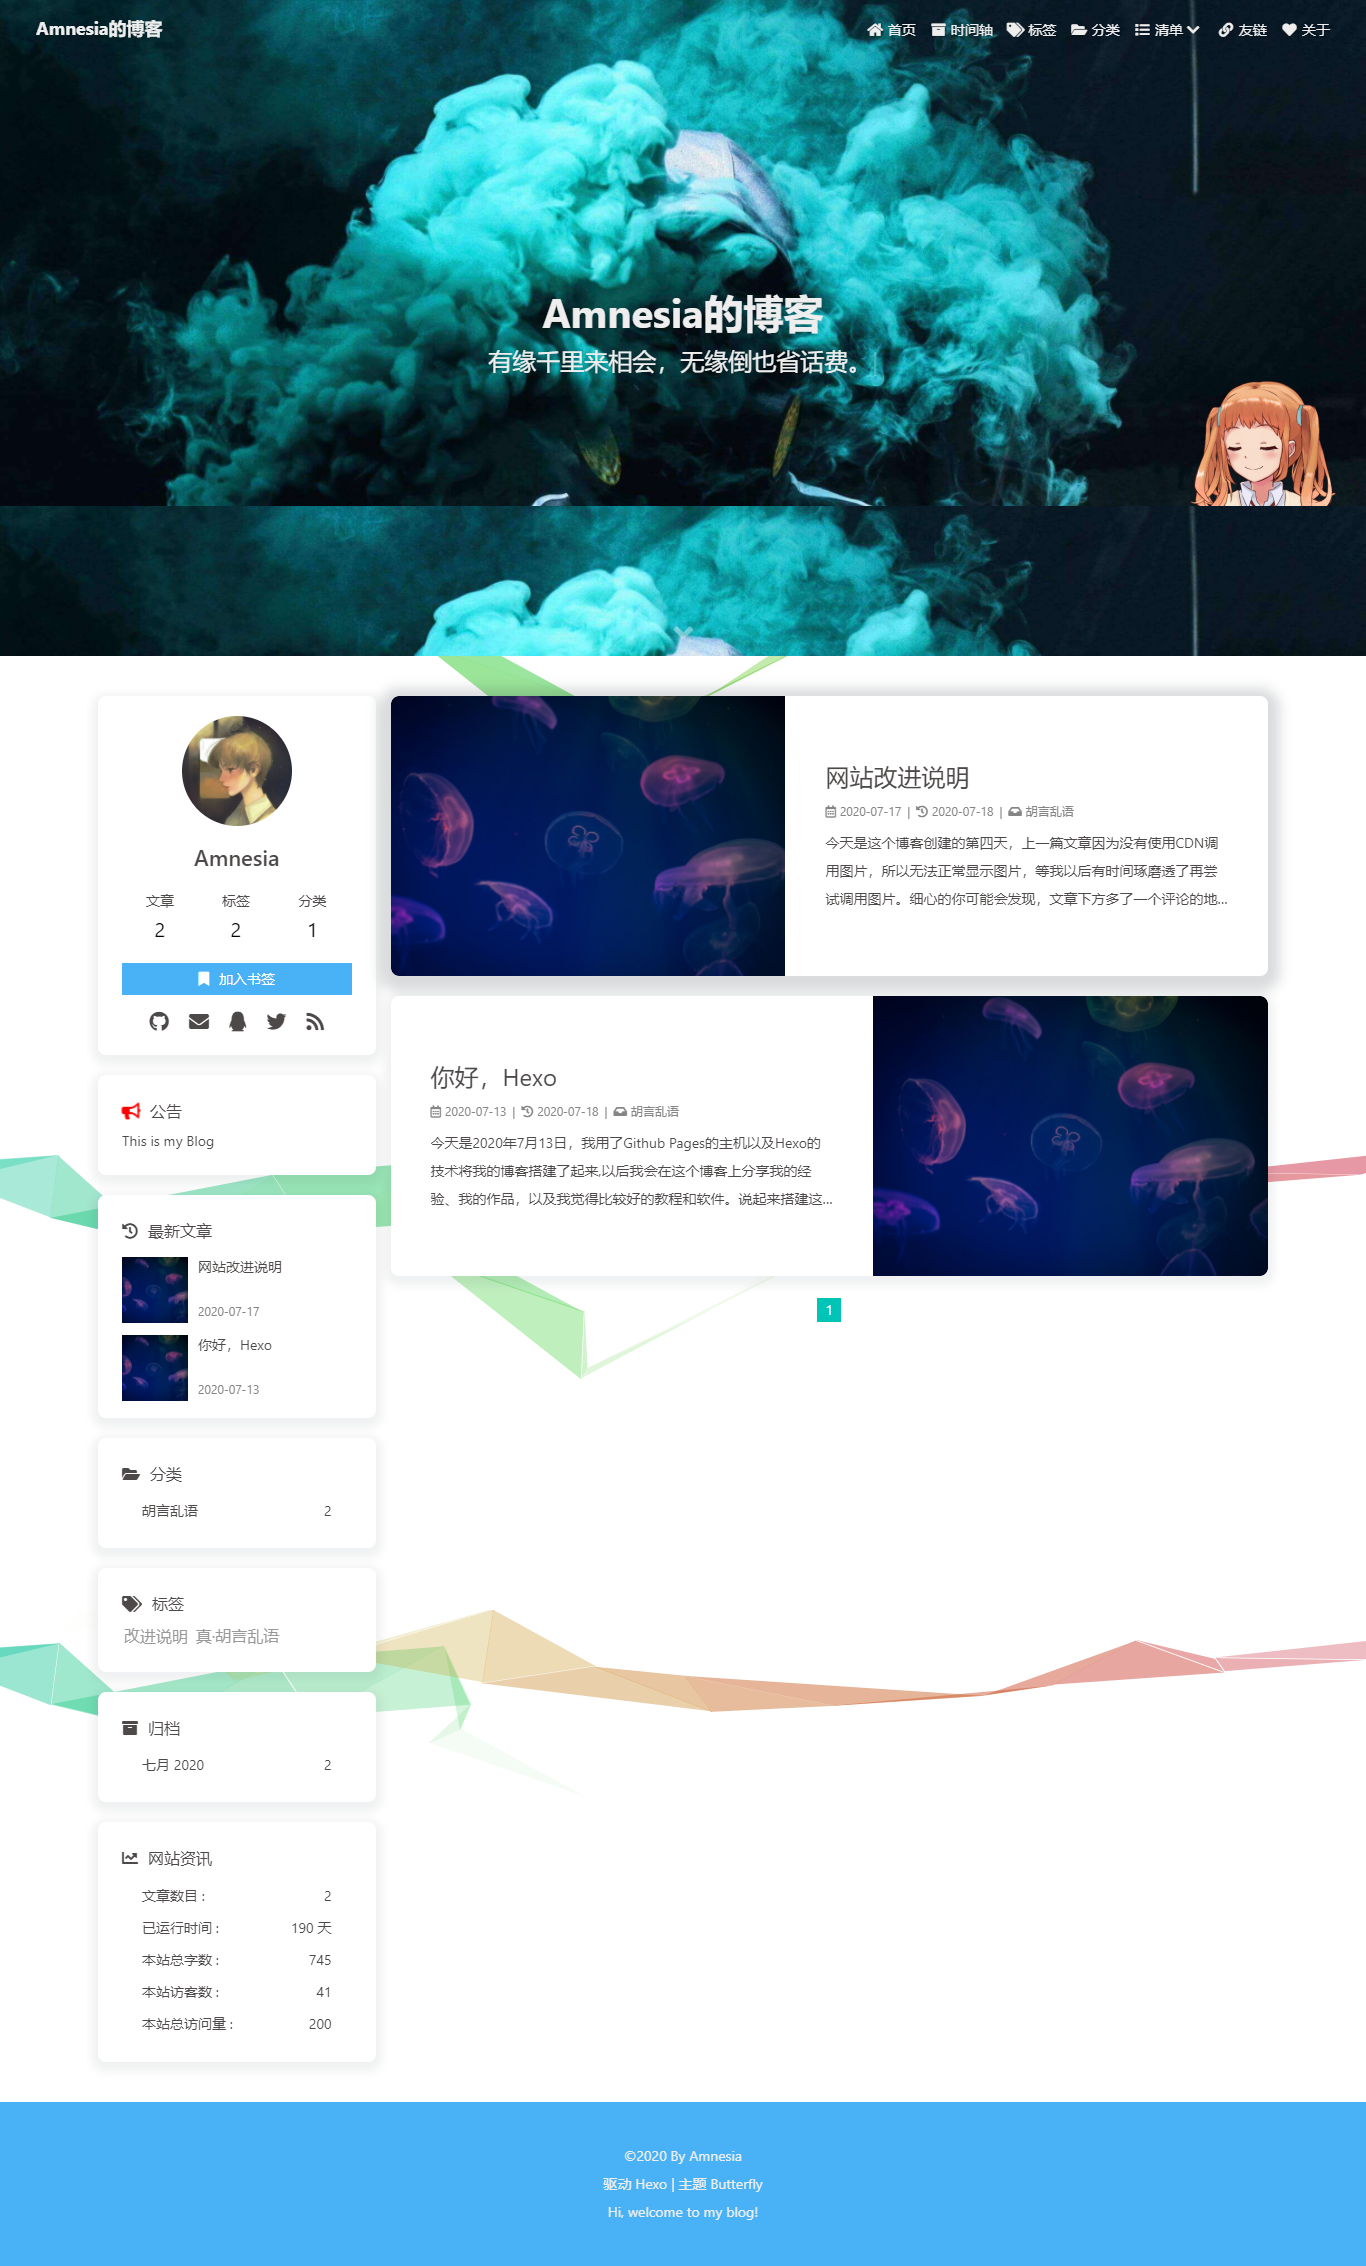 Amnesia的博客
首页 时间轴 标签 分类 清单 友链 关于
Amnesia的博客
有缘千里来相会，无缘倒也省话费。
Amnesia
文章 标签 分类
2 2 1
加入书签
公告
This is my Blog
最新文章
网站改进说明
2020-07-17
你好，Hexo
2020-07-13
分类
胡言乱语 2
标签
改进说明 真·胡言乱语
归档
七月 2020 2
网站资讯
文章数目 : 2
已运行时间 : 190 天
本站总字数 : 745
本站访客数 : 41
本站总访问量 : 200
网站改进说明
2020-07-17 | 2020-07-18 | 胡言乱语
今天是这个博客创建的第四天，上一篇文章因为没有使用CDN调
用图片，所以无法正常显示图片，等我以后有时间琢磨透了再尝
试调用图片。细心的你可能会发现，文章下方多了一个评论的地...
你好，Hexo
2020-07-13 | 2020-07-18 | 胡言乱语
今天是2020年7月13日，我用了Github Pages的主机以及Hexo的
技术将我的博客搭建了起来,以后我会在这个博客上分享我的经
验、我的作品，以及我觉得比较好的教程和软件。说起来搭建这...
1
©2020 By Amnesia
驱动 Hexo | 主题 Butterfly
Hi, welcome to my blog!